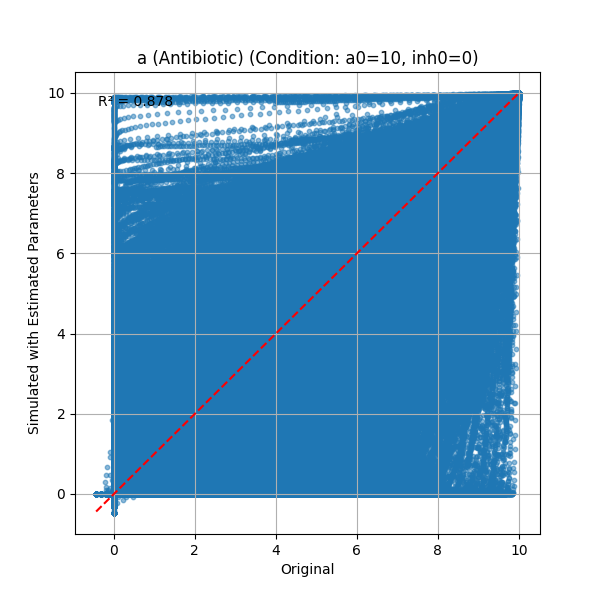 a (Antibiotic) (Condition: a0=10, inh0=0)
R² = 0.878
10
8
6
4
2
0
Simulated with Estimated Parameters
0 2 4 6 8 10
Original